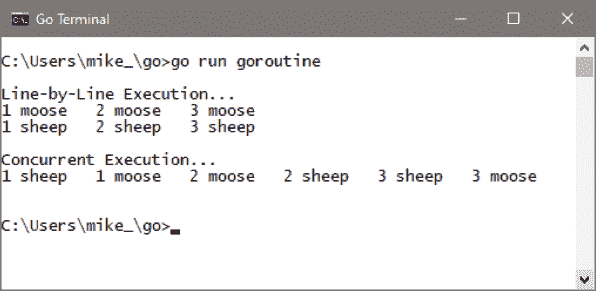 Go Terminal
C:\Users\mike_\go>go run goroutine
Line-by-Line Execution...
1 moose   2 moose   3 moose
1 sheep   2 sheep   3 sheep
Concurrent Execution...
1 sheep   1 moose   2 moose   2 sheep   3 sheep   3 moose
C:\Users\mike_\go>